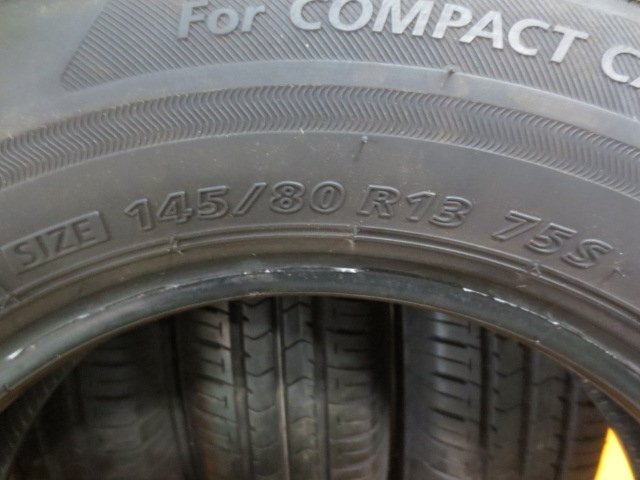 For COMPACT
SIZE 145/80 R13 75S